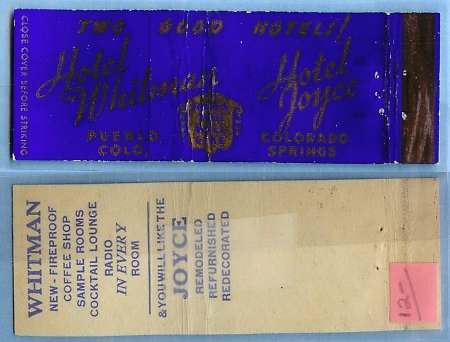 TWO GOOD HOTELS!
Hotel
Whitman
PUEBLO,
COLO.
Hotel
Joyce
COLORADO
SPRINGS
CLOSE COVER BEFORE STRIKING
WHITMAN
NEW - FIREPROOF
COFFEE SHOP
SAMPLE ROOMS
COCKTAIL LOUNGE
RADIO
IN EVERY
ROOM
& YOU WILL LIKE THE
JOYCE
REMODELED
REFURNISHED
REDECORATED
12-